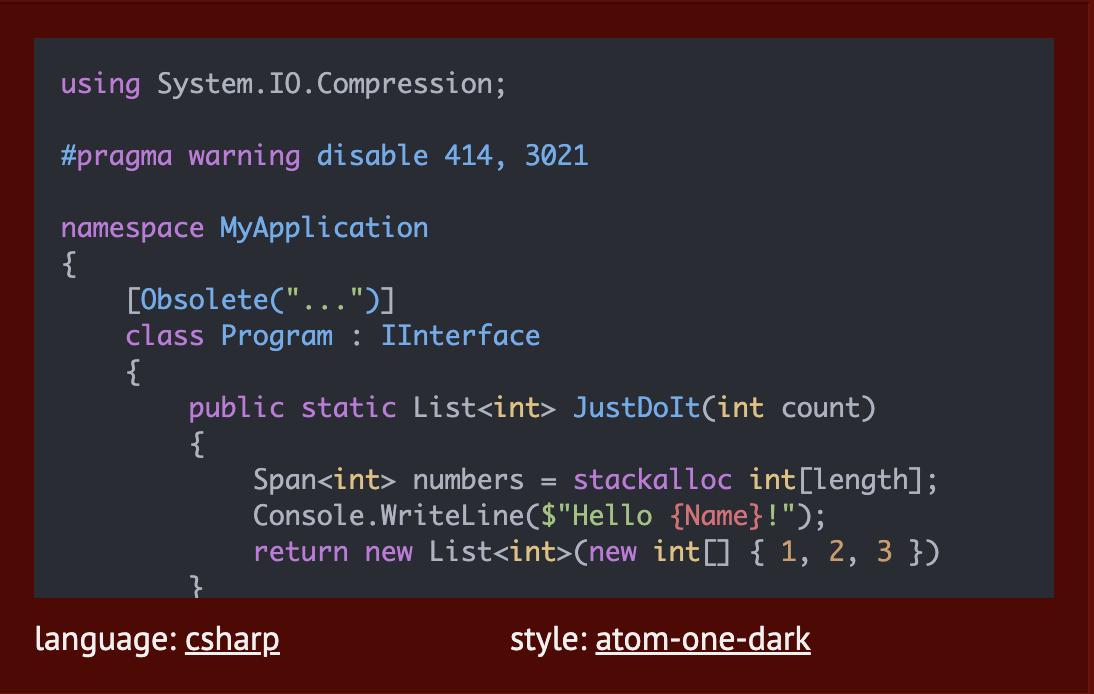 using System.IO.Compression;
#pragma warning disable 414, 3021
namespace MyApplication
{
[Obsolete("...")]
class Program : IInterface
{
public static List<int> JustDoIt(int count)
{
Span<int> numbers = stackalloc int[length];
Console.WriteLine($"Hello {Name}!");
return new List<int>(new int[] { 1, 2, 3 })
}
language: csharp
style: atom-one-dark